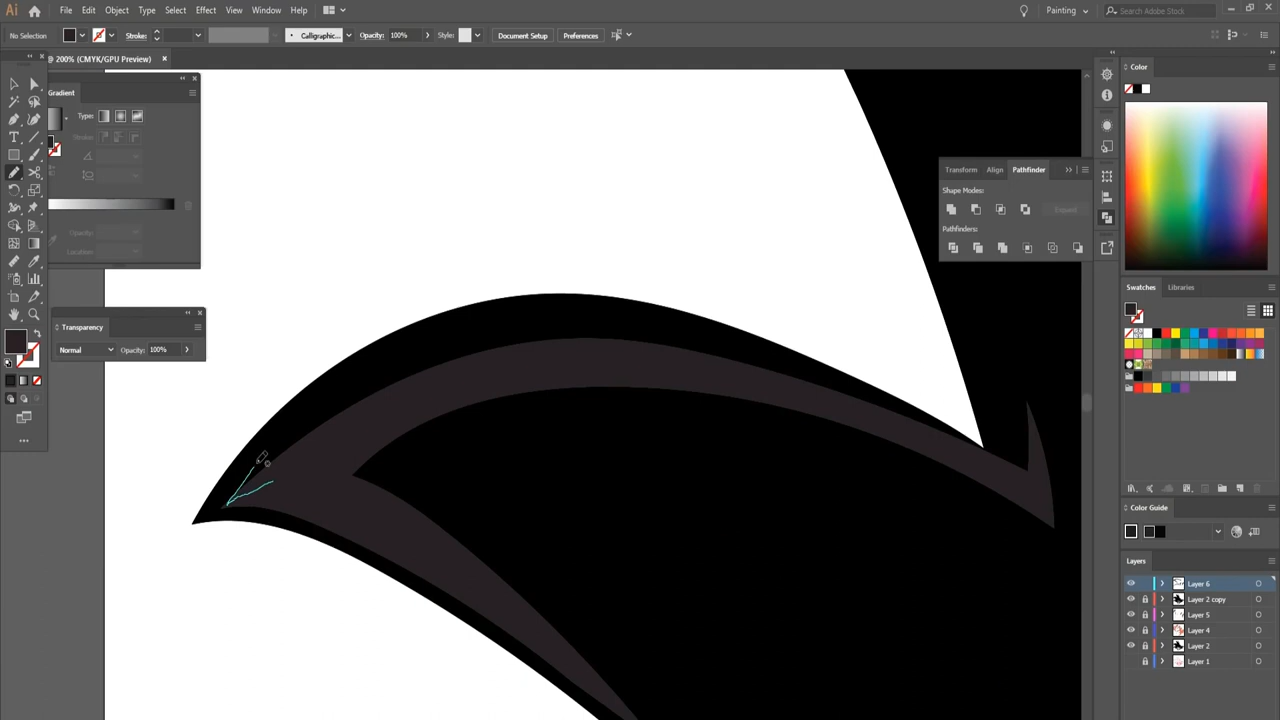 Ai File Edit Object Type Select Effect View Window Help Painting Search Adobe Stock
No Selection Stroke: Calligraphic... Opacity: 100% Style: Document Setup Preferences
@ 200% (CMYK/GPU Preview)
Gradient
Type:
Stroke:
Opacity:
Location:
Transparency
Normal Opacity: 100%
Transform Align Pathfinder
Shape Modes:
Expand
Pathfinders:
Color
Swatches Libraries
Color Guide
Layers
Layer 6
Layer 2 copy
Layer 5
Layer 4
Layer 2
Layer 1